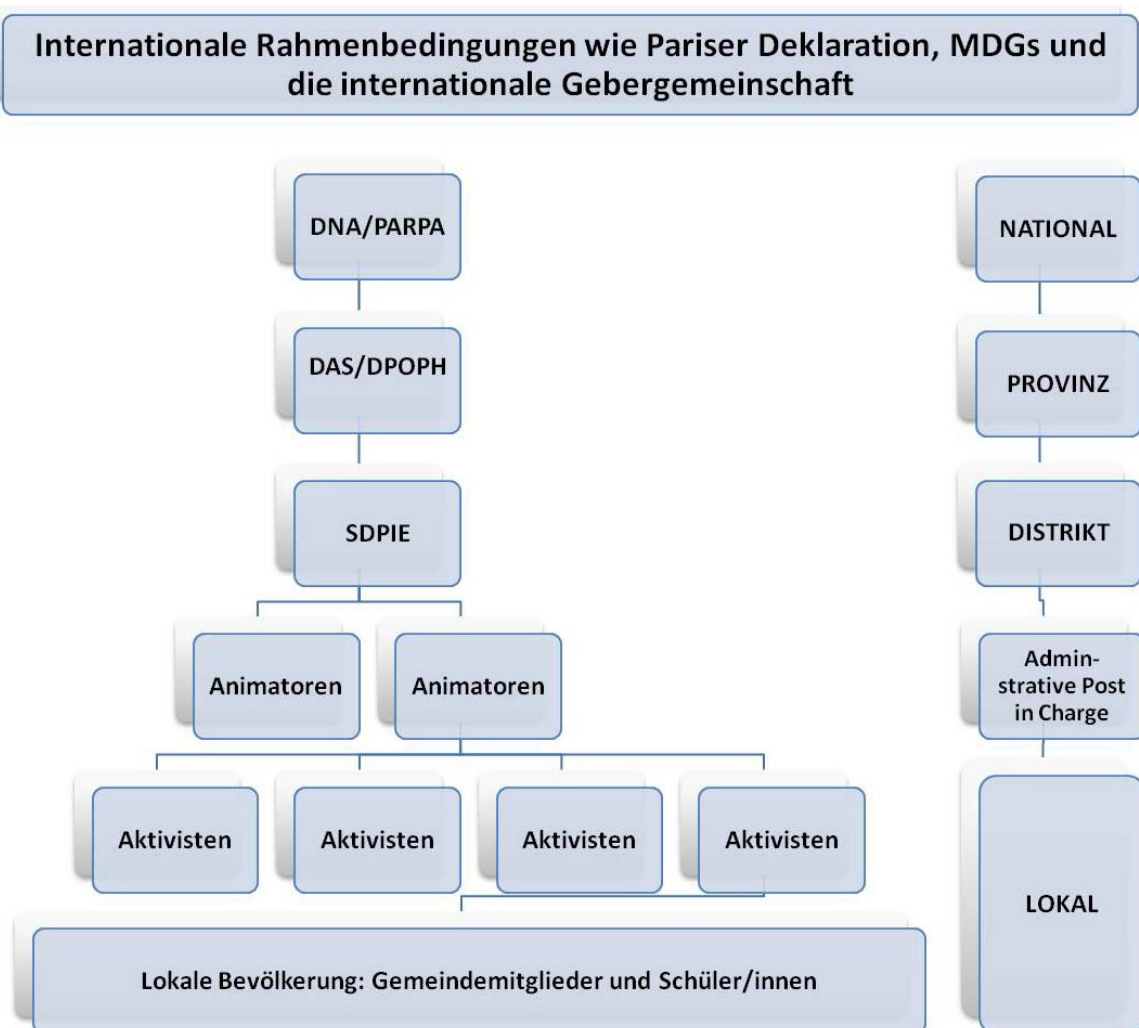 Internationale Rahmenbedingungen wie Pariser Deklaration, MDGs und
die internationale Gebergemeinschaft
DNA/PARPA
NATIONAL
DAS/DPOPH
PROVINZ
SDPIE
DISTRIKT
Animatoren
Animatoren
Admin-
strative Post
in Charge
Aktivisten
Aktivisten
Aktivisten
Aktivisten
LOKAL
Lokale Bevölkerung: Gemeindemitglieder und Schüler/innen